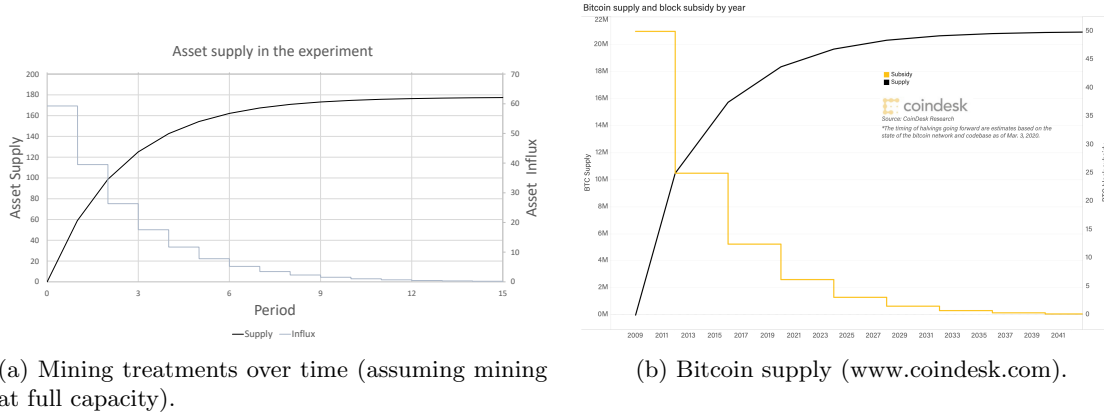 Asset supply in the experiment
200
180
160
140
120
100
80
60
40
20
0
Asset Supply
70
60
50
40
30
20
10
0
Asset Influx
0 3 6 9 12 15
Period
Supply Influx
(a) Mining treatments over time (assuming mining
at full capacity).
Bitcoin supply and block subsidy by year
22M
20M
18M
16M
14M
12M
10M
8M
6M
4M
2M
0M
BTC Supply
50
45
40
35
30
25
20
15
10
5
0
Subsidy
Supply
coindesk
Source: CoinDesk Research
*The timing of halvings going forward are estimates based on the
state of the bitcoin network and codebase as of Mar. 3, 2020.
2009 2011 2013 2015 2017 2019 2021 2023 2025 2027 2029 2031 2033 2035 2037 2039 2041
(b) Bitcoin supply (www.coindesk.com).